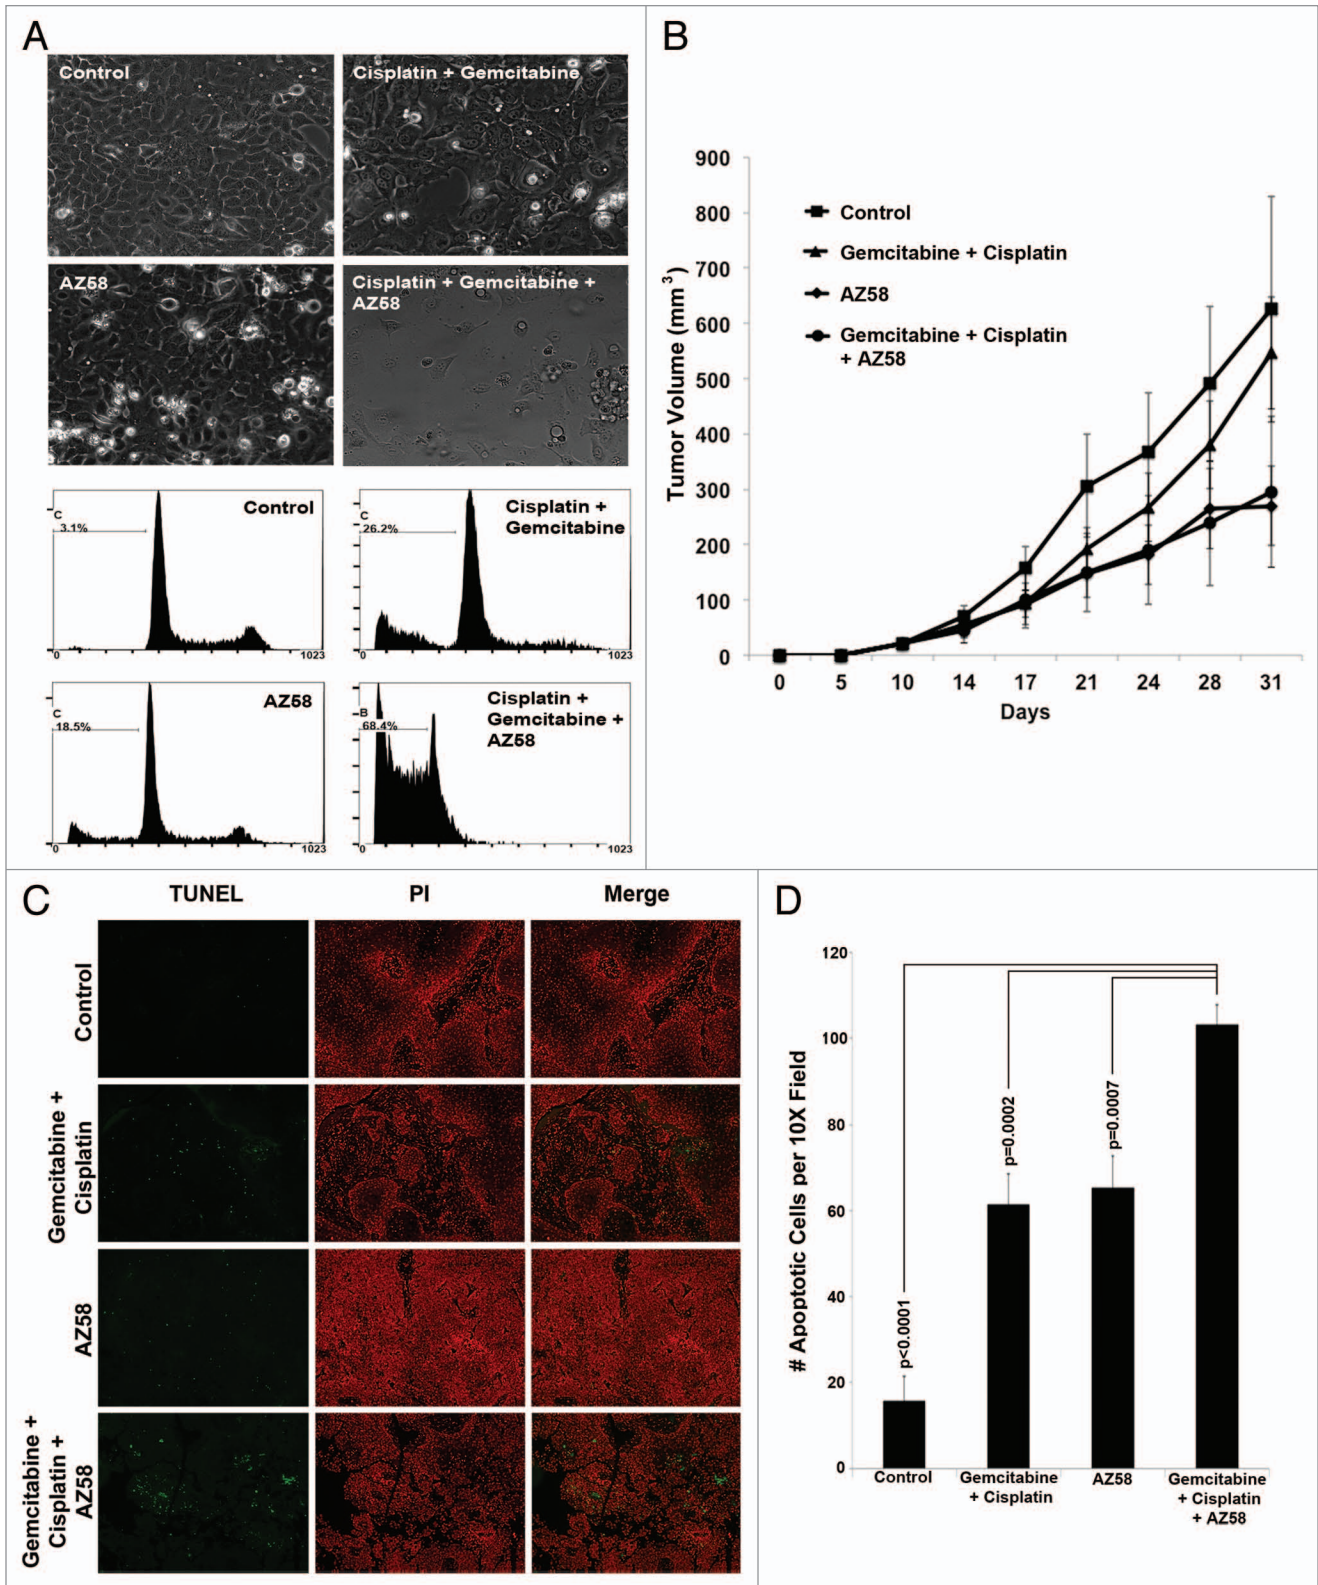 A
Control
Cisplatin + Gemcitabine
AZ58
Cisplatin + Gemcitabine +
AZ58
C
3.1%
Control
0
1023
C
26.2%
Cisplatin +
Gemcitabine
0
1023
C
18.5%
AZ58
0
1023
B
68.4%
Cisplatin +
Gemcitabine +
AZ58
0
1023
B
Tumor Volume (mm³)
900
800
700
600
500
400
300
200
100
0
Control
Gemcitabine + Cisplatin
AZ58
Gemcitabine + Cisplatin
+ AZ58
0 5 10 14 17 21 24 28 31
Days
C
TUNEL PI Merge
Control
Gemcitabine +
Cisplatin
AZ58
Gemcitabine +
Cisplatin +
AZ58
D
# Apoptotic Cells per 10X Field
120
100
80
60
40
20
0
p<0.0001
p=0.0002
p=0.0007
Control
Gemcitabine
+ Cisplatin
AZ58
Gemcitabine
+ Cisplatin
+ AZ58